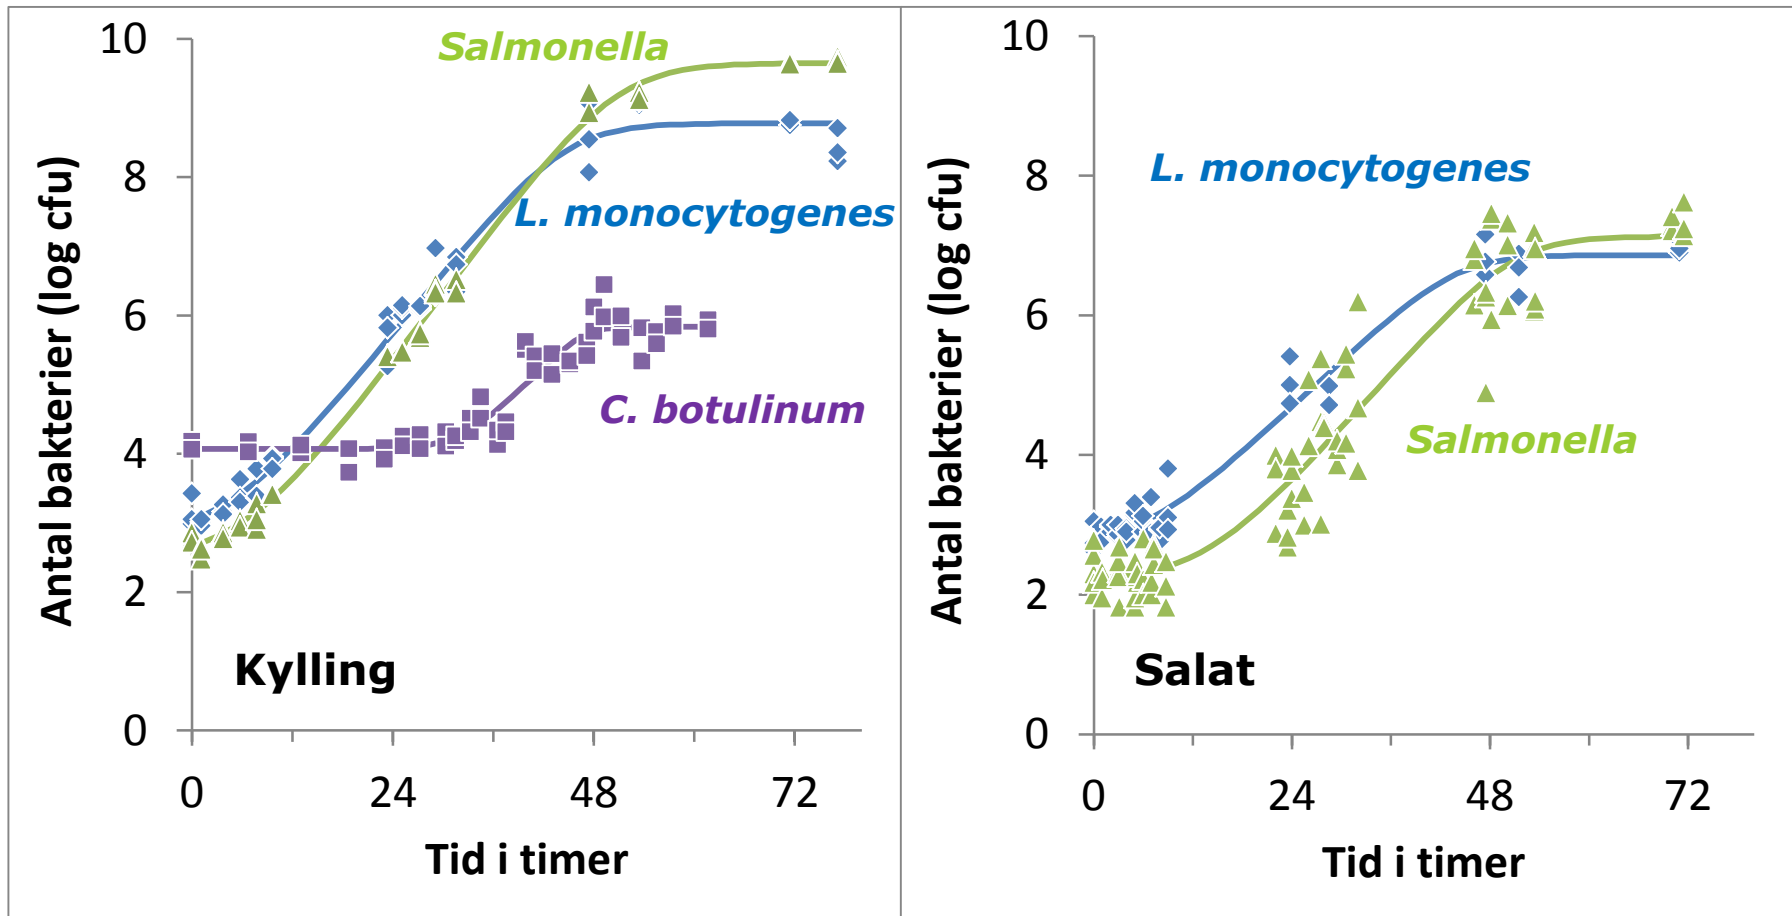 Antal bakterier (log cfu)
10
8
6
4
2
0
Salmonella
L. monocytogenes
C. botulinum
Kylling
0 24 48 72
Tid i timer
Antal bakterier (log cfu)
10
8
6
4
2
0
L. monocytogenes
Salmonella
Salat
0 24 48 72
Tid i timer